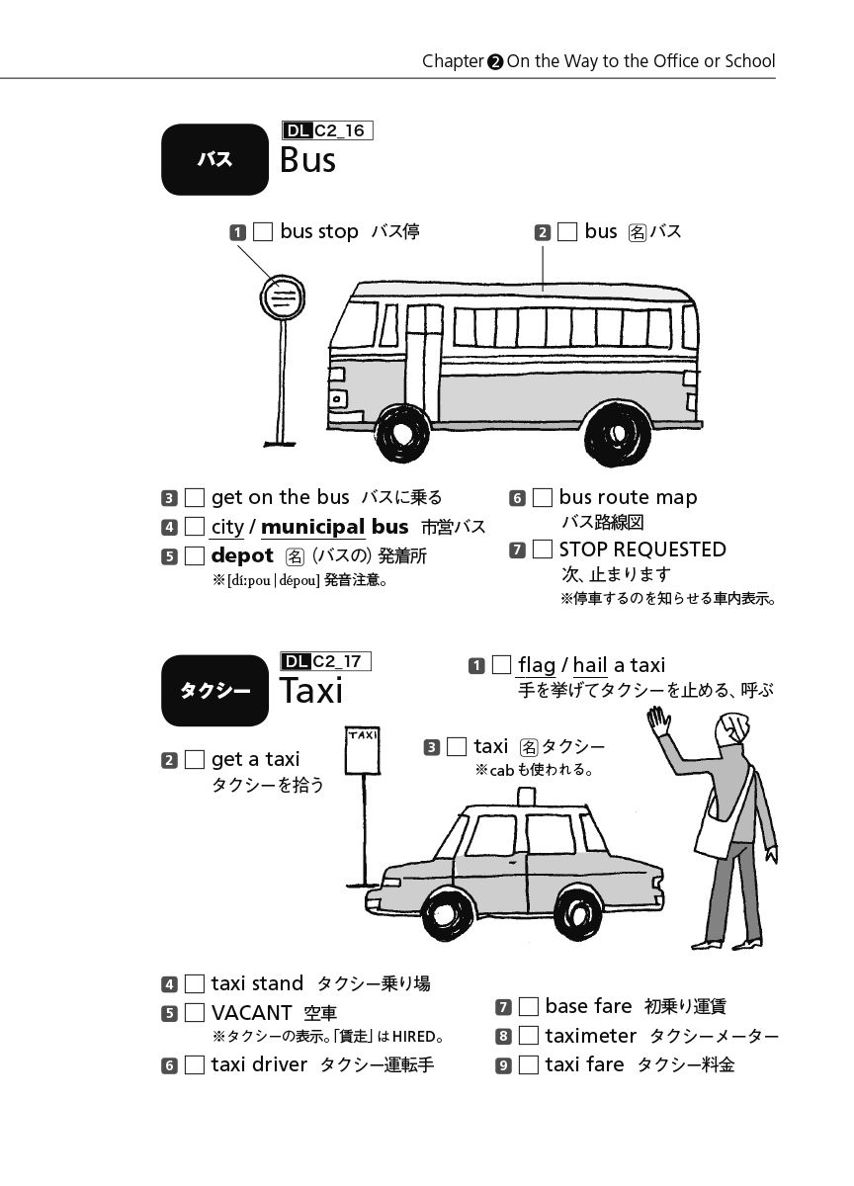 Chapter❷On the Way to the Office or School
バス
DL C2_16
Bus
1 □ bus stop バス停
2 □ bus 名 バス
3 □ get on the bus バスに乗る
4 □ city / municipal bus 市営バス
5 □ depot 名 (バスの) 発着所
※[díːpou | dépou] 発音注意。
6 □ bus route map
バス路線図
7 □ STOP REQUESTED
次、止まります
※停車するのを知らせる車内表示。
タクシー
DL C2_17
Taxi
1 □ flag / hail a taxi
手を挙げてタクシーを止める、呼ぶ
2 □ get a taxi
タクシーを拾う
TAXI
3 □ taxi 名 タクシー
※cabも使われる。
4 □ taxi stand タクシー乗り場
5 □ VACANT 空車
※タクシーの表示。「賃走」はHIRED。
6 □ taxi driver タクシー運転手
7 □ base fare 初乗り運賃
8 □ taximeter タクシーメーター
9 □ taxi fare タクシー料金